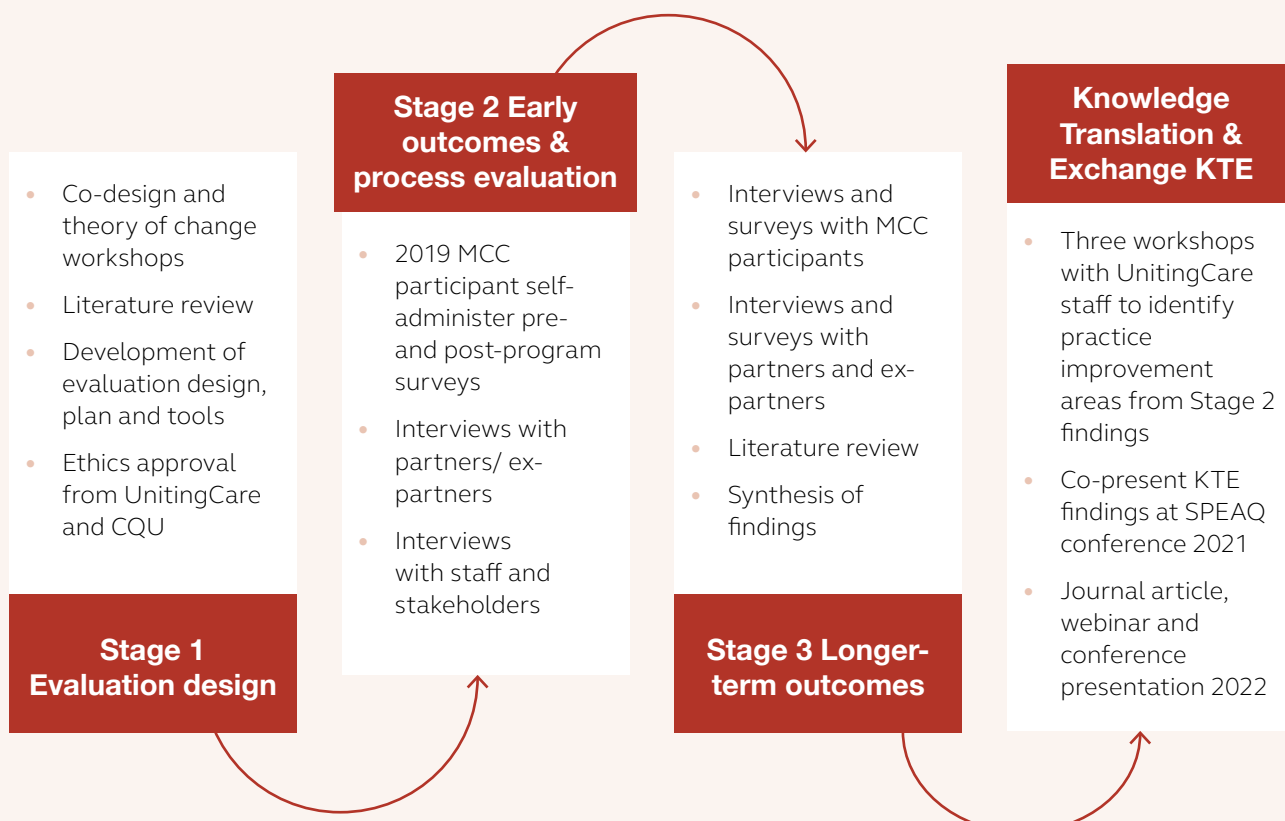 Co-design and
theory of change
workshops
Literature review
Development of
evaluation design,
plan and tools
Ethics approval
from UnitingCare
and CQU
Stage 1
Evaluation design
Stage 2 Early
outcomes &
process evaluation
2019 MCC
participant self-
administer pre-
and post-program
surveys
Interviews with
partners/ ex-
partners
Interviews
with staff and
stakeholders
Interviews and
surveys with MCC
participants
Interviews and
surveys with
partners and ex-
partners
Literature review
Synthesis of
findings
Stage 3 Longer-
term outcomes
Knowledge
Translation &
Exchange KTE
Three workshops
with UnitingCare
staff to identify
practice
improvement
areas from Stage 2
findings
Co-present KTE
findings at SPEAQ
conference 2021
Journal article,
webinar and
conference
presentation 2022